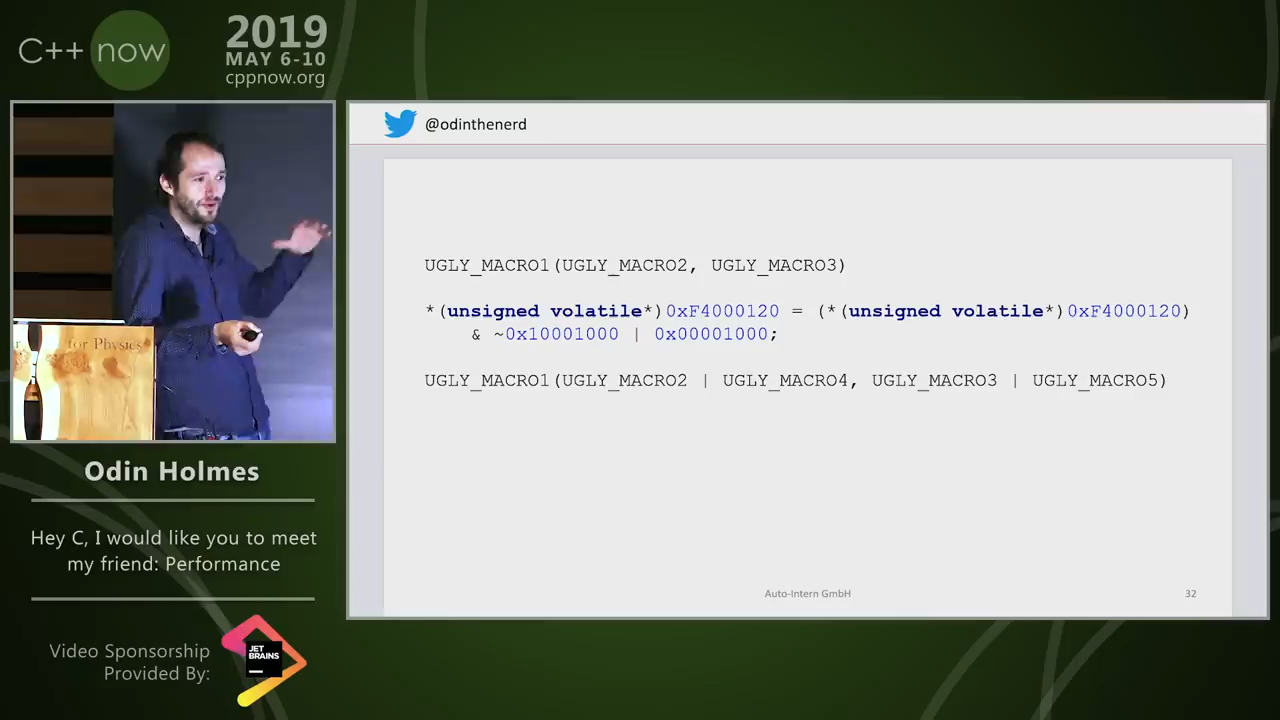 C++ now
2019
MAY 6-10
cppnow.org
@odinthenerd
UGLY_MACRO1(UGLY_MACRO2, UGLY_MACRO3)
*(unsigned volatile*)0xF4000120 = (*(unsigned volatile*)0xF4000120)
& ~0x10001000 | 0x00001000;
UGLY_MACRO1(UGLY_MACRO2 | UGLY_MACRO4, UGLY_MACRO3 | UGLY_MACRO5)
Auto-Intern GmbH
32
for Physics
Odin Holmes
Hey C, I would like you to meet
my friend: Performance
Video Sponsorship
Provided By:
JET
BRAINS